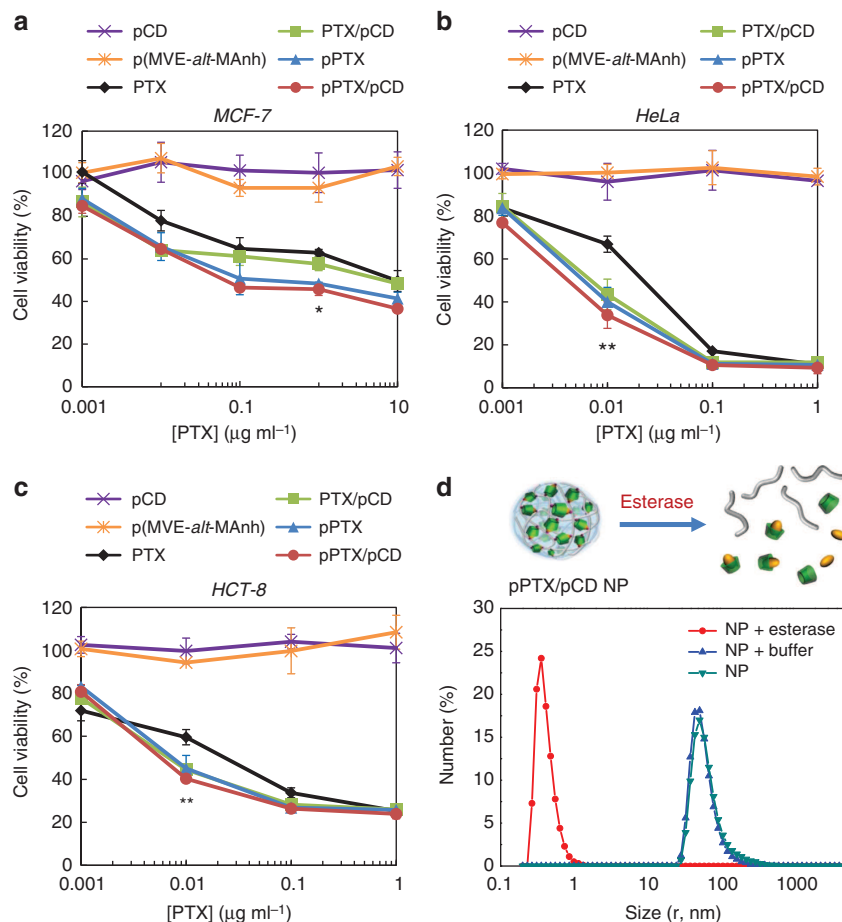 a
pCD
PTX/pCD
p(MVE-alt-MAnh)
pPTX
PTX
pPTX/pCD
MCF-7
120
100
80
60
40
20
0
Cell viability (%)
*
0.001
0.1
10
[PTX] (μg ml⁻¹)
b
pCD
PTX/pCD
p(MVE-alt-MAnh)
pPTX
PTX
pPTX/pCD
HeLa
120
100
80
60
40
20
0
Cell viability (%)
**
0.001
0.01
0.1
1
[PTX] (μg ml⁻¹)
c
pCD
PTX/pCD
p(MVE-alt-MAnh)
pPTX
PTX
pPTX/pCD
HCT-8
120
100
80
60
40
20
0
Cell viability (%)
**
0.001
0.01
0.1
1
[PTX] (μg ml⁻¹)
d
Esterase
pPTX/pCD NP
30
25
20
15
10
5
0
Number (%)
NP + esterase
NP + buffer
NP
0.1
1
10
100
1000
Size (r, nm)